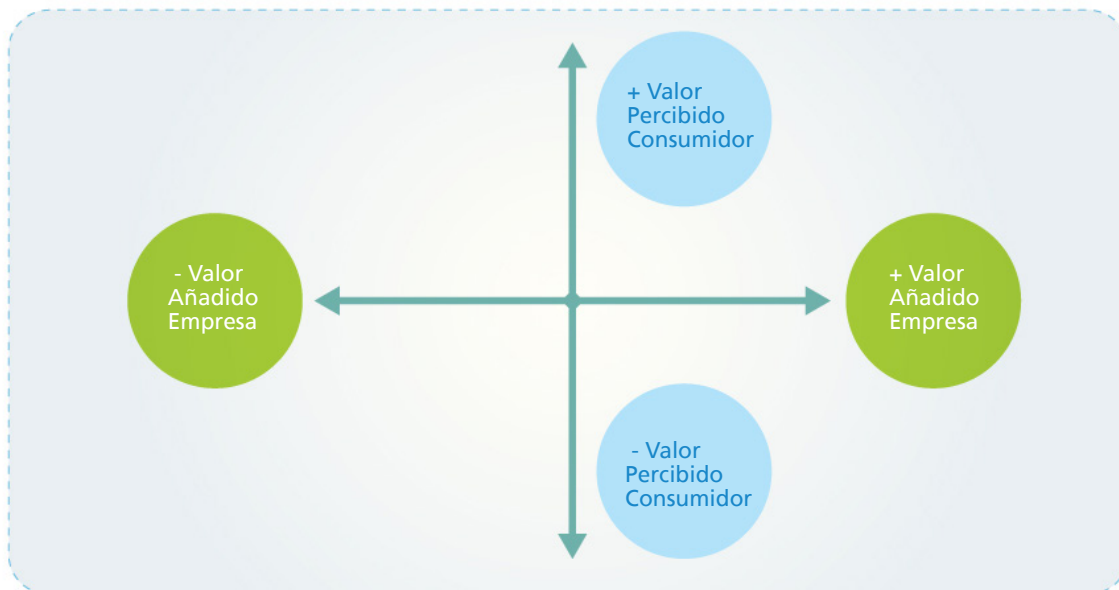 + Valor
Percibido
Consumidor
- Valor
Añadido
Empresa
+ Valor
Añadido
Empresa
- Valor
Percibido
Consumidor